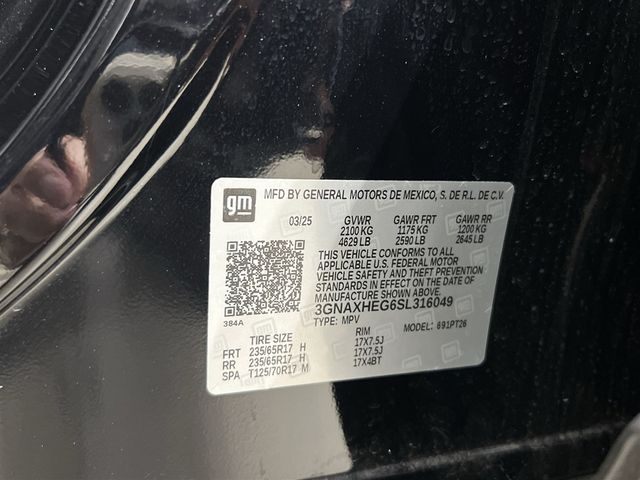 gm MFD BY GENERAL MOTORS DE MEXICO, S. DE R.L. DE C.V.
03/25 GVWR GAWR FRT GAWR RR
2100 KG 1175 KG 1200 KG
4629 LB 2590 LB 2645 LB
THIS VEHICLE CONFORMS TO ALL
APPLICABLE U.S. FEDERAL MOTOR
VEHICLE SAFETY AND THEFT PREVENTION
STANDARDS IN EFFECT ON THE DATE OF
MANUFACTURE SHOWN ABOVE.
3GNAXHEG6SL316049
384A TYPE: MPV MODEL: 691PT26
TIRE SIZE RIM
FRT 235/65R17 H 17X7.5J
RR 235/65R17 H 17X7.5J
SPA T125/70R17 M 17X4BT